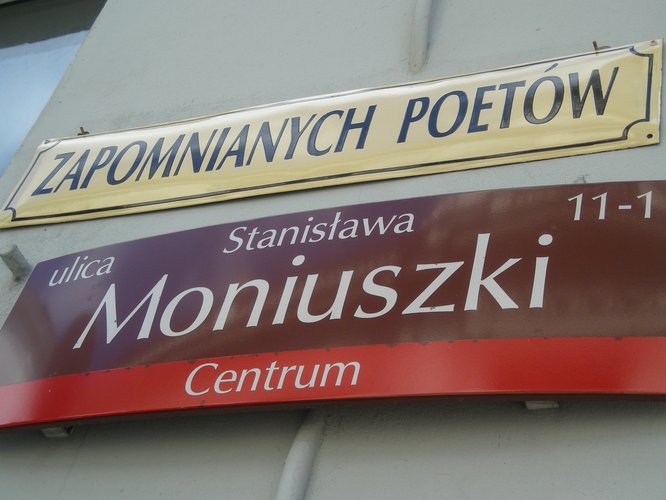 ZAPOMNIANYCH POETÓW
ulica Stanisława 11-1
Moniuszki
Centrum